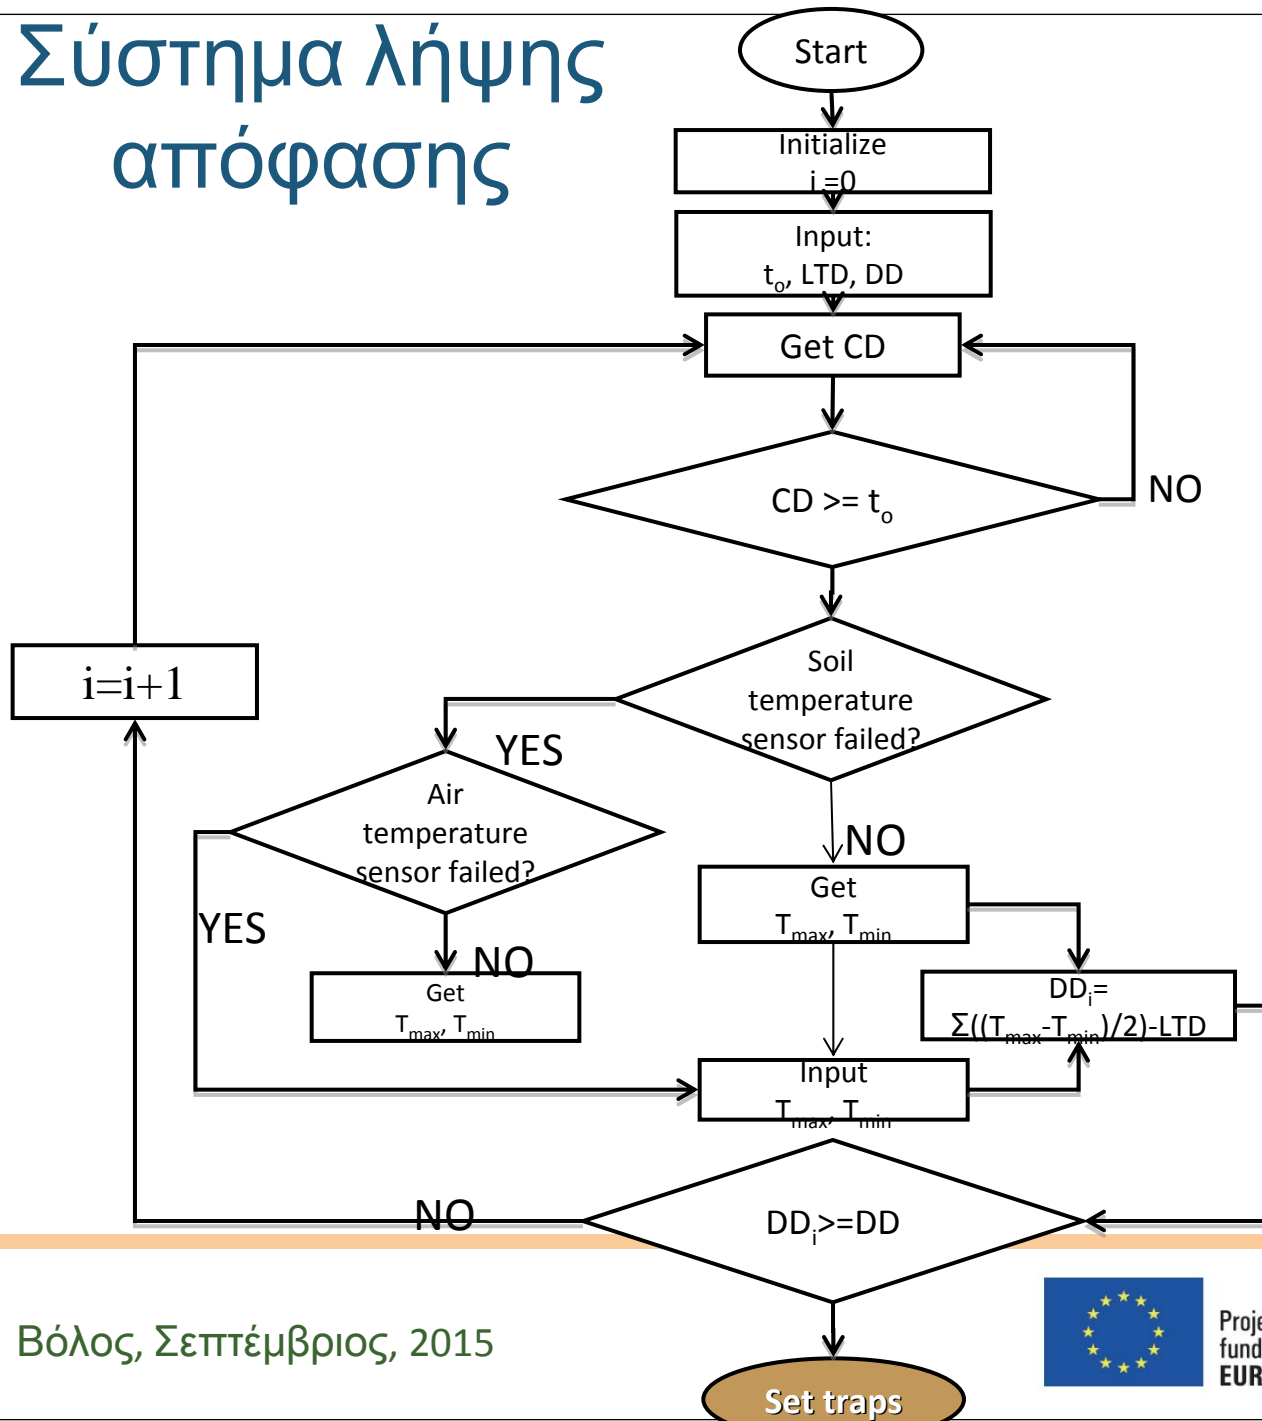 Σύστημα λήψης
απόφασης
Start
Initialize
i =0
Input:
t₀, LTD, DD
Get CD
CD >= t₀
NO
Soil
temperature
sensor failed?
i=i+1
YES
Air
temperature
sensor failed?
NO
YES
Get
Tmax, Tmin
NO
Get
Tmax, Tmin
DDi=
Σ((Tmax-Tmin)/2)-LTD
Input
Tmax, Tmin
NO
DDi>=DD
Βόλος, Σεπτέμβριος, 2015
Set traps